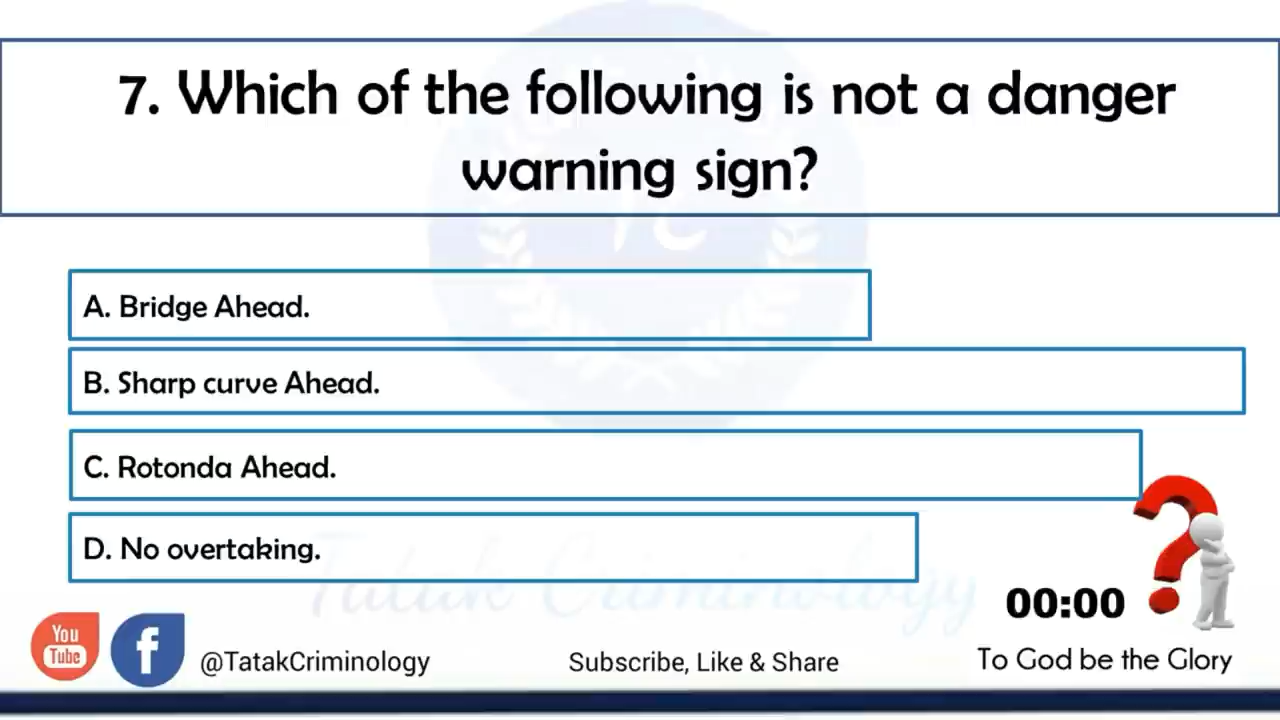 7. Which of the following is not a danger
warning sign?
TC
A. Bridge Ahead.
B. Sharp curve Ahead.
C. Rotonda Ahead.
D. No overtaking.
Tatak Criminology
00:00
You
Tube
f
@TatakCriminology
Subscribe, Like & Share
To God be the Glory